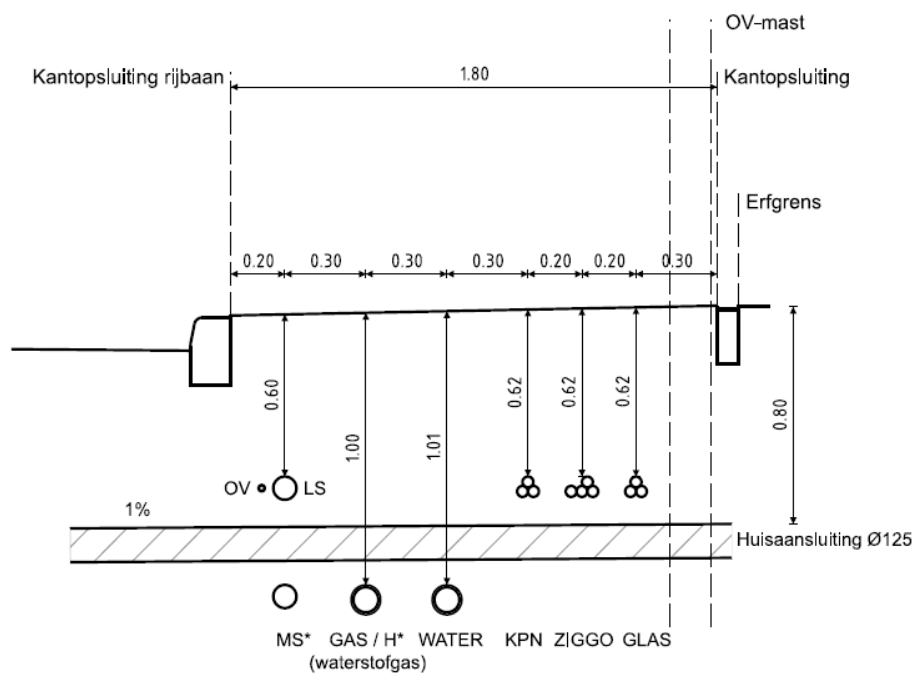 OV-mast
Kantopsluiting rijbaan
1.80
Kantopsluiting
Erfgrens
0.20 0.30 0.30 0.30 0.20 0.20 0.30
0.60
1.00
1.01
0.62
0.62
0.62
0.80
OV LS
1%
Huisaansluiting Ø125
MS* GAS / H* WATER KPN ZIGGO GLAS
(waterstofgas)